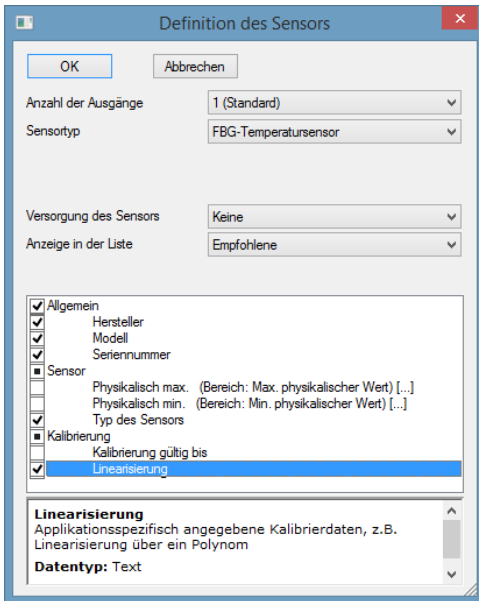 Definition des Sensors
OK
Abbrechen
Anzahl der Ausgänge
1 (Standard)
Sensortyp
FBG-Temperatursensor
Versorgung des Sensors
Keine
Anzeige in der Liste
Empfohlene
Allgemein
Hersteller
Modell
Seriennummer
Sensor
Physikalisch max. (Bereich: Max. physikalischer Wert) [...]
Physikalisch min. (Bereich: Min. physikalischer Wert) [...]
Typ des Sensors
Kalibrierung
Kalibrierung gültig bis
Linearisierung
Linearisierung
Applikationsspezifisch angegebene Kalibrierdaten, z.B.
Linearisierung über ein Polynom
Datentyp: Text